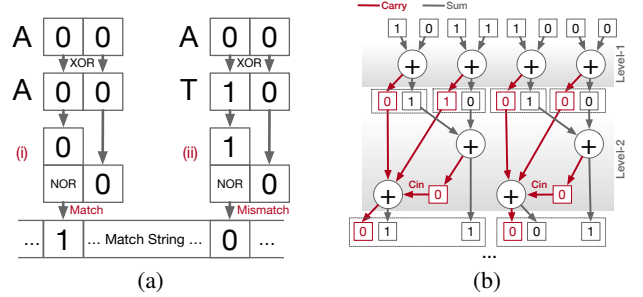 Carry Sum
A 0 0 A 0 0
XOR XOR
A 0 0 T 1 0
(i) 0 (ii) 1
NOR 0 NOR 0
Match Mismatch
... 1 ... Match String ... 0 ...
(a)
1 0 1 1 1 0 0 0
+ + + +
Level-1
0 1 1 0 0 1 0 0
+ +
Level-2
+ Cin 0 + Cin 0
0 1 1 0 0 1
...
(b)